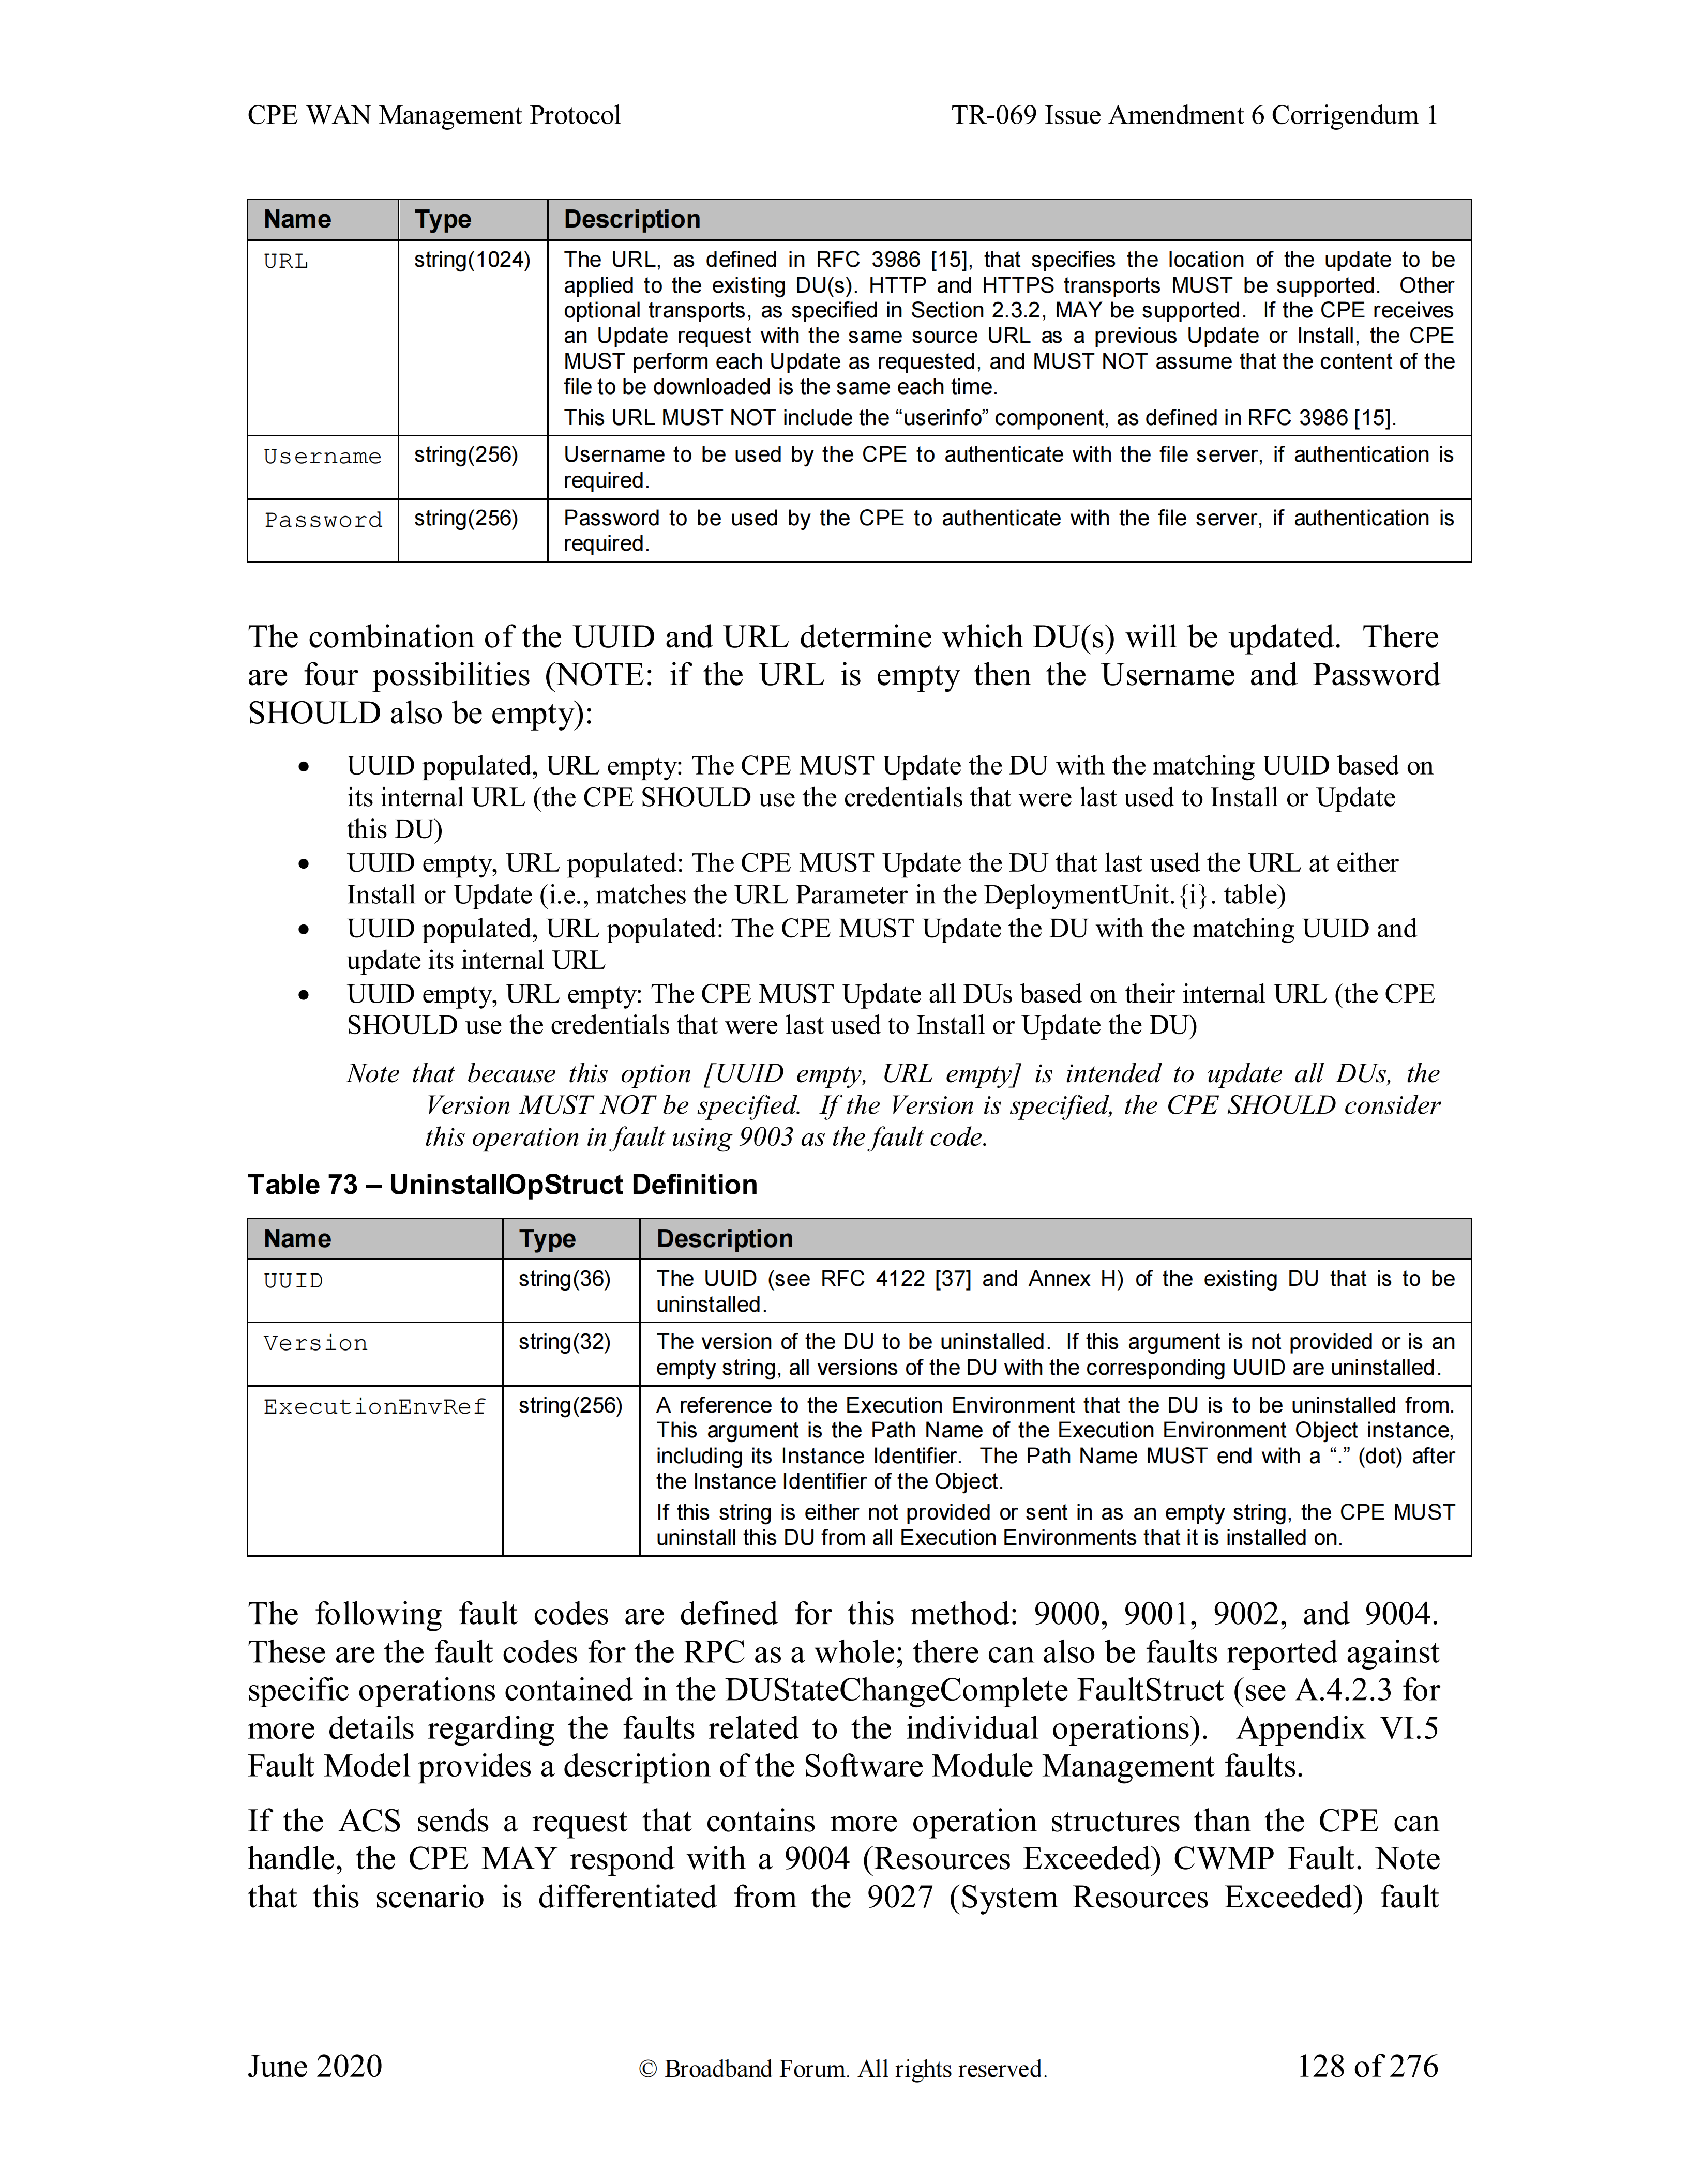 CPE WAN Management Protocol TR-069 Issue Amendment 6 Corrigendum 1
Name Type Description
URL string(1024) The URL, as defined in RFC 3986 [15], that specifies the location of the update to be
applied to the existing DU(s). HTTP and HTTPS transports MUST be supported. Other
optional transports, as specified in Section 2.3.2, MAY be supported. If the CPE receives
an Update request with the same source URL as a previous Update or Install, the CPE
MUST perform each Update as requested, and MUST NOT assume that the content of the
file to be downloaded is the same each time.
This URL MUST NOT include the “userinfo” component, as defined in RFC 3986 [15].
Username string(256) Username to be used by the CPE to authenticate with the file server, if authentication is
required.
Password string(256) Password to be used by the CPE to authenticate with the file server, if authentication is
required.
The combination of the UUID and URL determine which DU(s) will be updated. There
are four possibilities (NOTE: if the URL is empty then the Username and Password
SHOULD also be empty):
• UUID populated, URL empty: The CPE MUST Update the DU with the matching UUID based on
its internal URL (the CPE SHOULD use the credentials that were last used to Install or Update
this DU)
• UUID empty, URL populated: The CPE MUST Update the DU that last used the URL at either
Install or Update (i.e., matches the URL Parameter in the DeploymentUnit.{i}. table)
• UUID populated, URL populated: The CPE MUST Update the DU with the matching UUID and
update its internal URL
• UUID empty, URL empty: The CPE MUST Update all DUs based on their internal URL (the CPE
SHOULD use the credentials that were last used to Install or Update the DU)
Note that because this option [UUID empty, URL empty] is intended to update all DUs, the
Version MUST NOT be specified. If the Version is specified, the CPE SHOULD consider
this operation in fault using 9003 as the fault code.
Table 73 – UninstallOpStruct Definition
Name Type Description
UUID string(36) The UUID (see RFC 4122 [37] and Annex H) of the existing DU that is to be
uninstalled.
Version string(32) The version of the DU to be uninstalled. If this argument is not provided or is an
empty string, all versions of the DU with the corresponding UUID are uninstalled.
ExecutionEnvRef string(256) A reference to the Execution Environment that the DU is to be uninstalled from.
This argument is the Path Name of the Execution Environment Object instance,
including its Instance Identifier. The Path Name MUST end with a “.” (dot) after
the Instance Identifier of the Object.
If this string is either not provided or sent in as an empty string, the CPE MUST
uninstall this DU from all Execution Environments that it is installed on.
The following fault codes are defined for this method: 9000, 9001, 9002, and 9004.
These are the fault codes for the RPC as a whole; there can also be faults reported against
specific operations contained in the DUStateChangeComplete FaultStruct (see A.4.2.3 for
more details regarding the faults related to the individual operations). Appendix VI.5
Fault Model provides a description of the Software Module Management faults.
If the ACS sends a request that contains more operation structures than the CPE can
handle, the CPE MAY respond with a 9004 (Resources Exceeded) CWMP Fault. Note
that this scenario is differentiated from the 9027 (System Resources Exceeded) fault
June 2020 © Broadband Forum. All rights reserved. 128 of 276